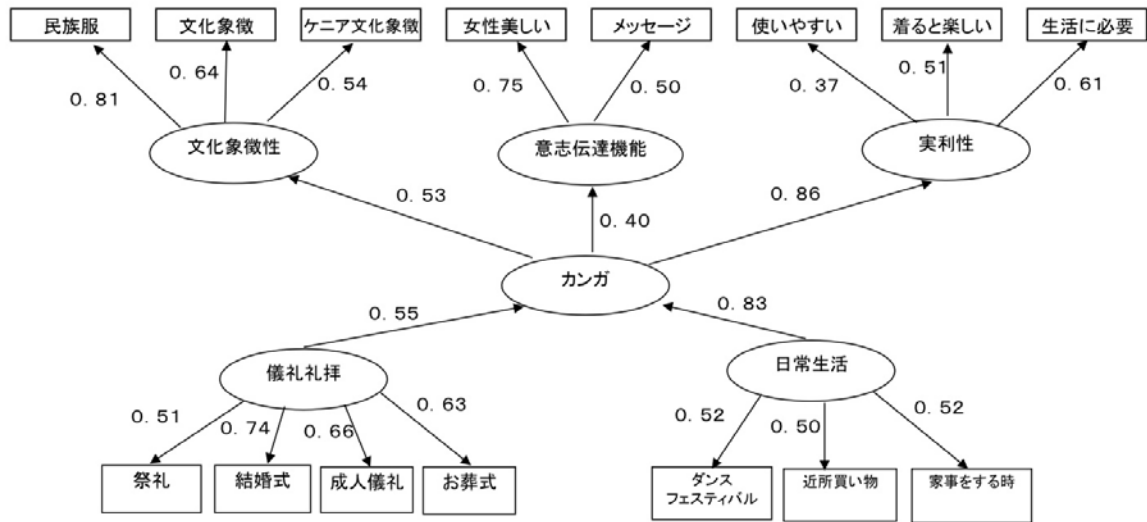 民族服
文化象徴
ケニア文化象徴
女性美しい
メッセージ
使いやすい
着ると楽しい
生活に必要
0.81
0.64
0.54
0.75
0.50
0.37
0.51
0.61
文化象徴性
意志伝達機能
実利性
0.53
0.40
0.86
カンガ
0.55
0.83
儀礼礼拝
日常生活
0.51
0.74
0.66
0.63
0.52
0.50
0.52
祭礼
結婚式
成人儀礼
お葬式
ダンス
フェスティバル
近所買い物
家事をする時